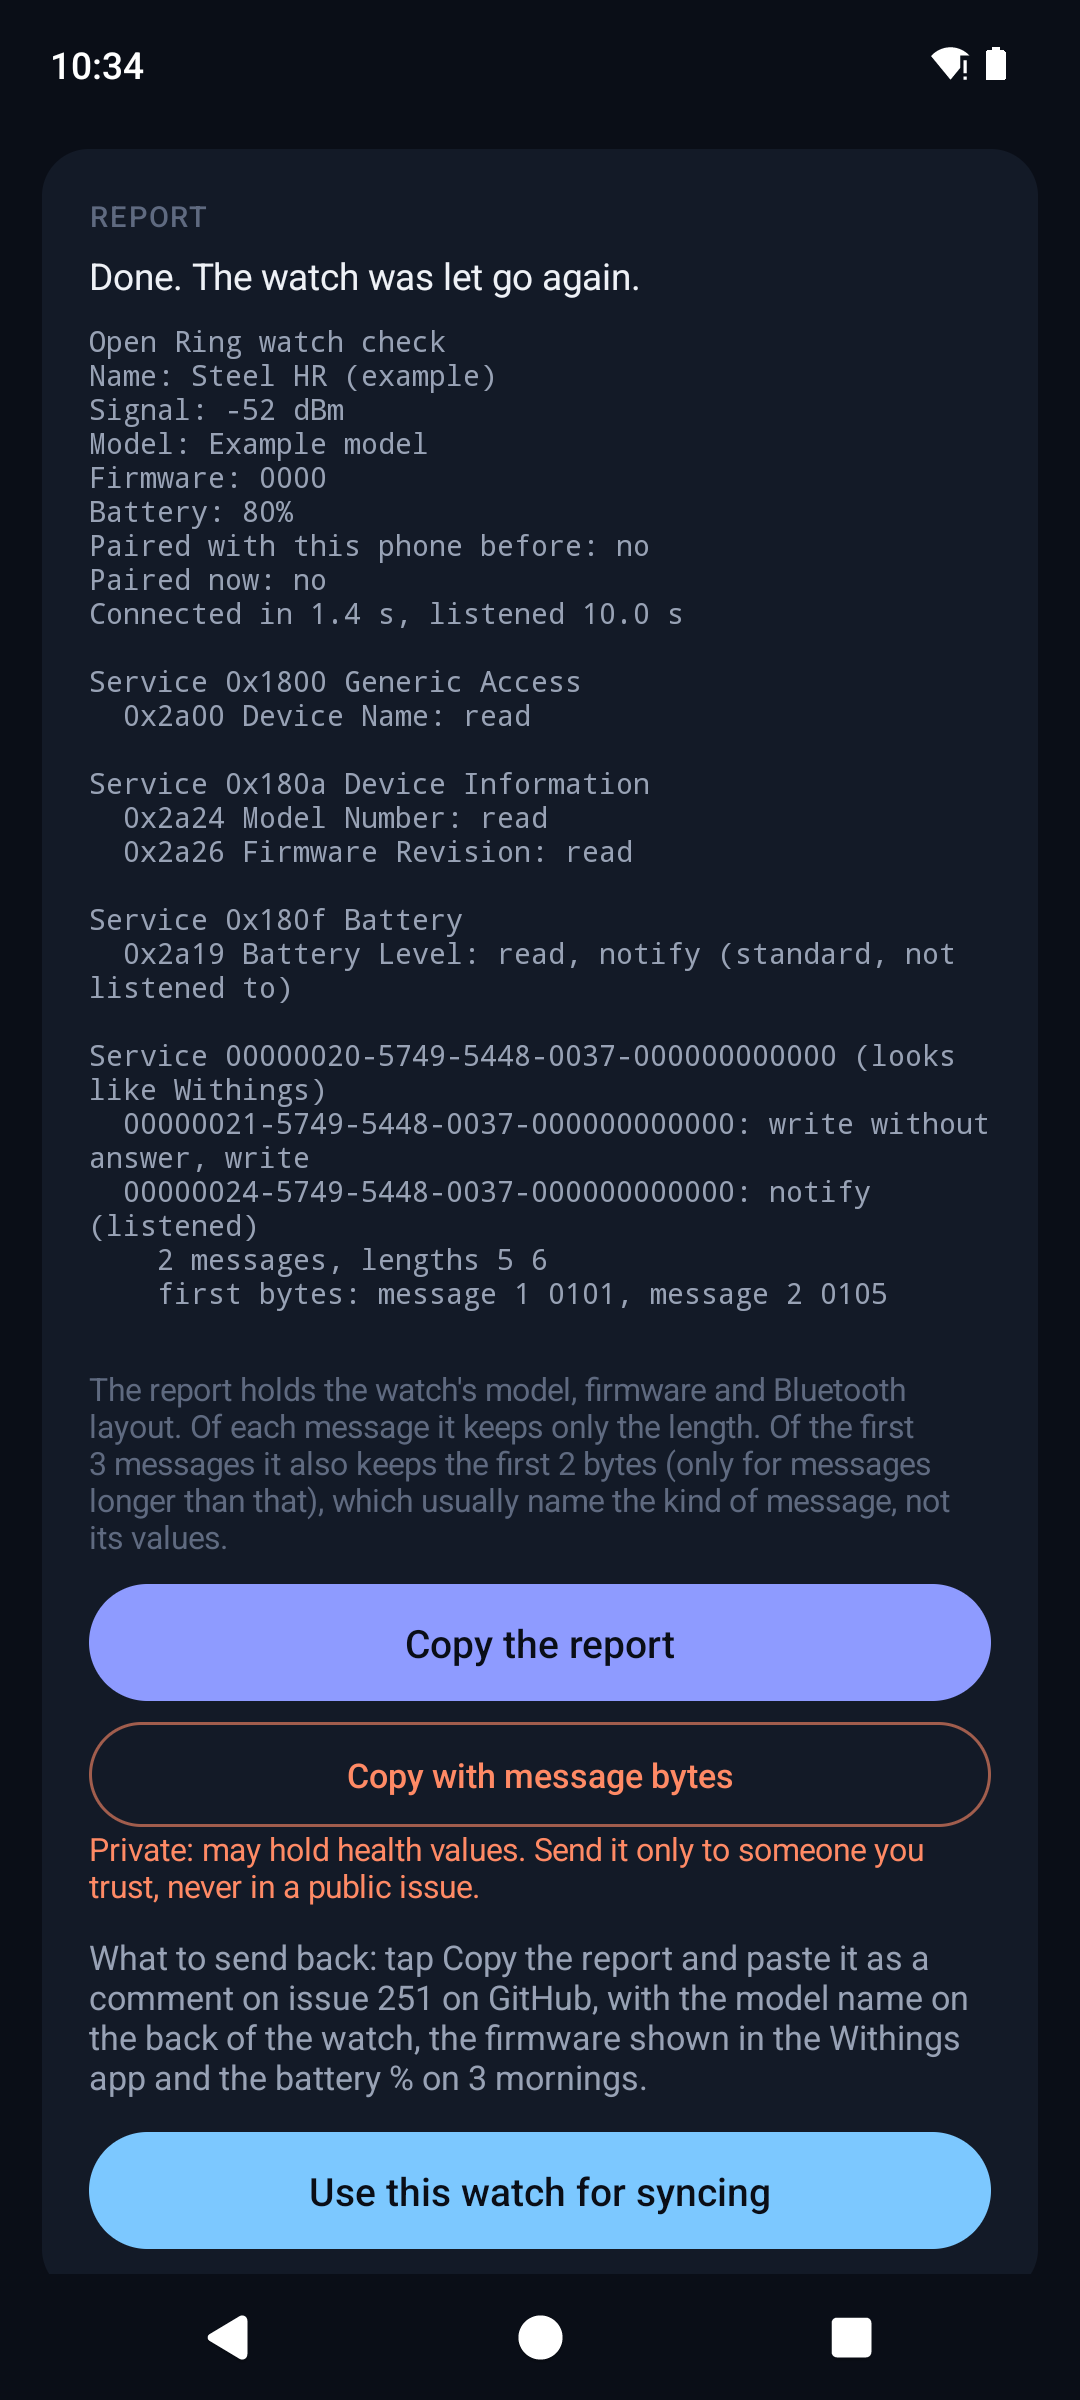 10:34
REPORT
Done. The watch was let go again.
Open Ring watch check
Name: Steel HR (example)
Signal: -52 dBm
Model: Example model
Firmware: 0000
Battery: 80%
Paired with this phone before: no
Paired now: no
Connected in 1.4 s, listened 10.0 s
Service 0x1800 Generic Access
0x2a00 Device Name: read
Service 0x180a Device Information
0x2a24 Model Number: read
0x2a26 Firmware Revision: read
Service 0x180f Battery
0x2a19 Battery Level: read, notify (standard, not
listened to)
Service 00000020-5749-5448-0037-000000000000 (looks
like Withings)
00000021-5749-5448-0037-000000000000: write without
answer, write
00000024-5749-5448-0037-000000000000: notify
(listened)
2 messages, lengths 5 6
first bytes: message 1 0101, message 2 0105
The report holds the watch's model, firmware and Bluetooth
layout. Of each message it keeps only the length. Of the first
3 messages it also keeps the first 2 bytes (only for messages
longer than that), which usually name the kind of message, not
its values.
Copy the report
Copy with message bytes
Private: may hold health values. Send it only to someone you
trust, never in a public issue.
What to send back: tap Copy the report and paste it as a
comment on issue 251 on GitHub, with the model name on
the back of the watch, the firmware shown in the Withings
app and the battery % on 3 mornings.
Use this watch for syncing